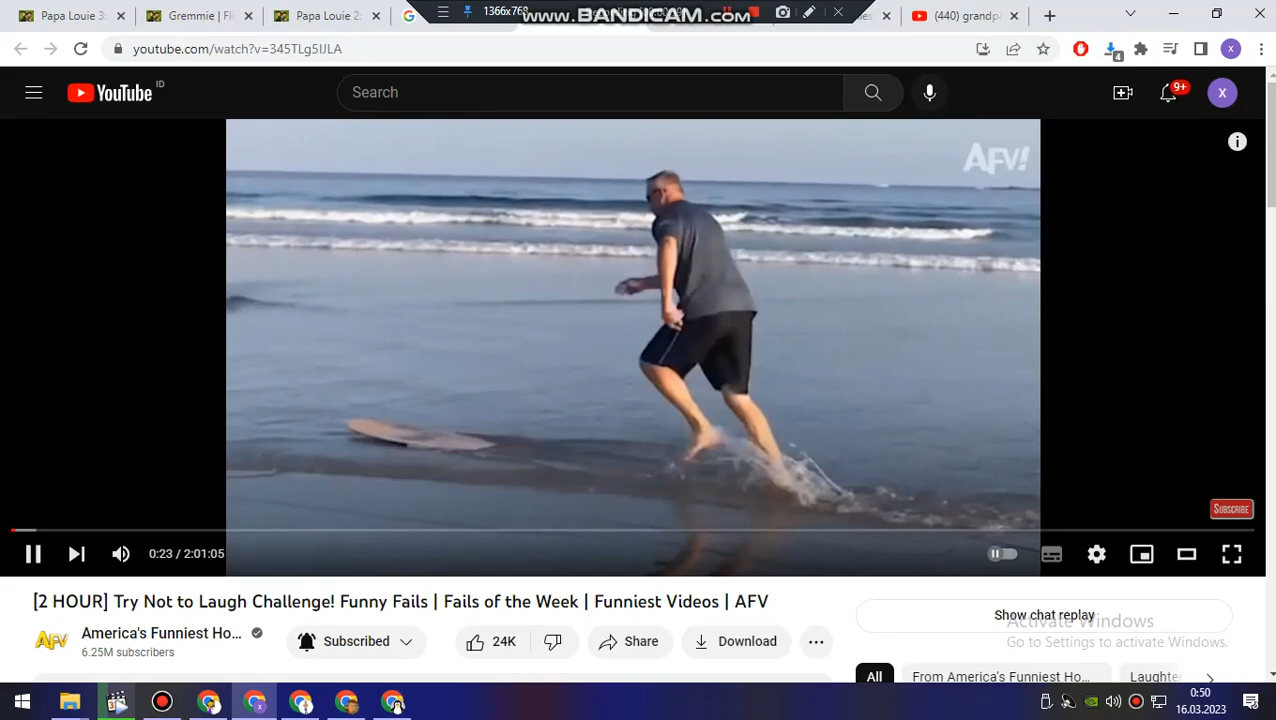 Papa Louie 3:
Gremmie | Fli
Papa Louie 2:
1366x768
www.BANDICAM.com
(440) grandp
youtube.com/watch?v=345TLg5IJLA
4
X
YouTube
ID
Search
9+
X
AFV!
SUBSCRIBE
0:23 / 2:01:05
[2 HOUR] Try Not to Laugh Challenge! Funny Fails | Fails of the Week | Funniest Videos | AFV
AFV
America's Funniest Ho...
6.25M subscribers
Subscribed
24K
Share
Download
Show chat replay
Activate Windows
Go to Settings to activate Windows.
All
From America's Funniest Ho...
Laughter
0:50
16.03.2023